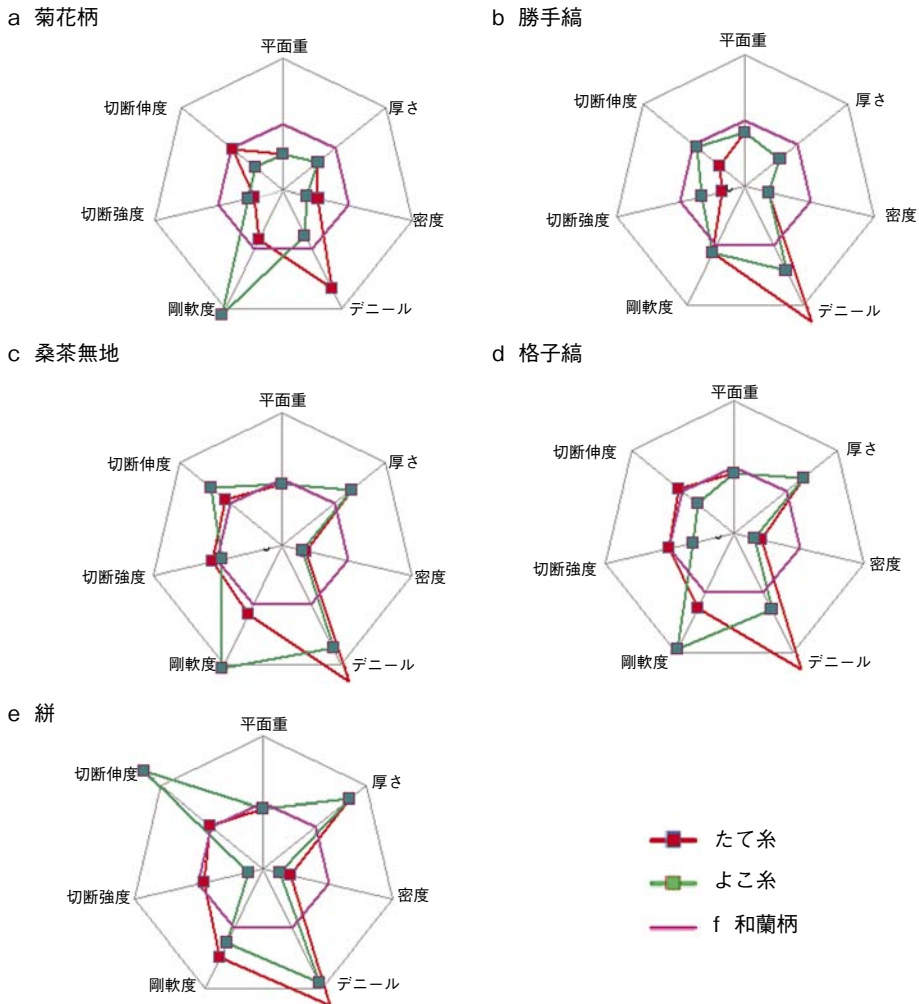 a 菊花柄
平面重
厚さ
密度
デニール
剛軟度
切断強度
切断伸度
b 勝手縞
平面重
厚さ
密度
デニール
剛軟度
切断強度
切断伸度
c 桑茶無地
平面重
厚さ
密度
デニール
剛軟度
切断強度
切断伸度
d 格子縞
平面重
厚さ
密度
デニール
剛軟度
切断強度
切断伸度
e 絣
平面重
厚さ
密度
デニール
剛軟度
切断強度
切断伸度
たて糸
よこ糸
f 和蘭柄